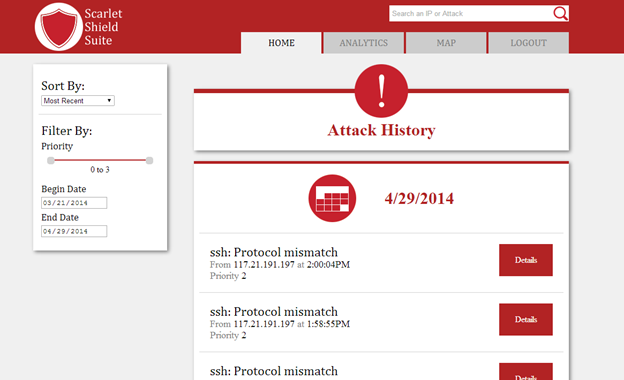 Scarlet
Shield
Suite
Search an IP or Attack
HOME
ANALYTICS
MAP
LOGOUT
Sort By:
Most Recent
Filter By:
Priority
0 to 3
Begin Date
03/21/2014
End Date
04/29/2014
!
Attack History
4/29/2014
ssh: Protocol mismatch
From 117.21.191.197 at 2:00:04PM
Priority 2
Details
ssh: Protocol mismatch
From 117.21.191.197 at 1:58:55PM
Priority 2
Details
ssh: Protocol mismatch
Details